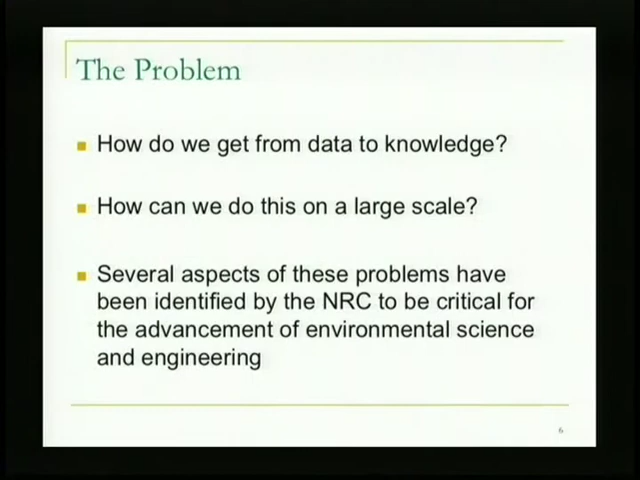 The Problem
How do we get from data to knowledge?
How can we do this on a large scale?
Several aspects of these problems have
been identified by the NRC to be critical for
the advancement of environmental science
and engineering
6